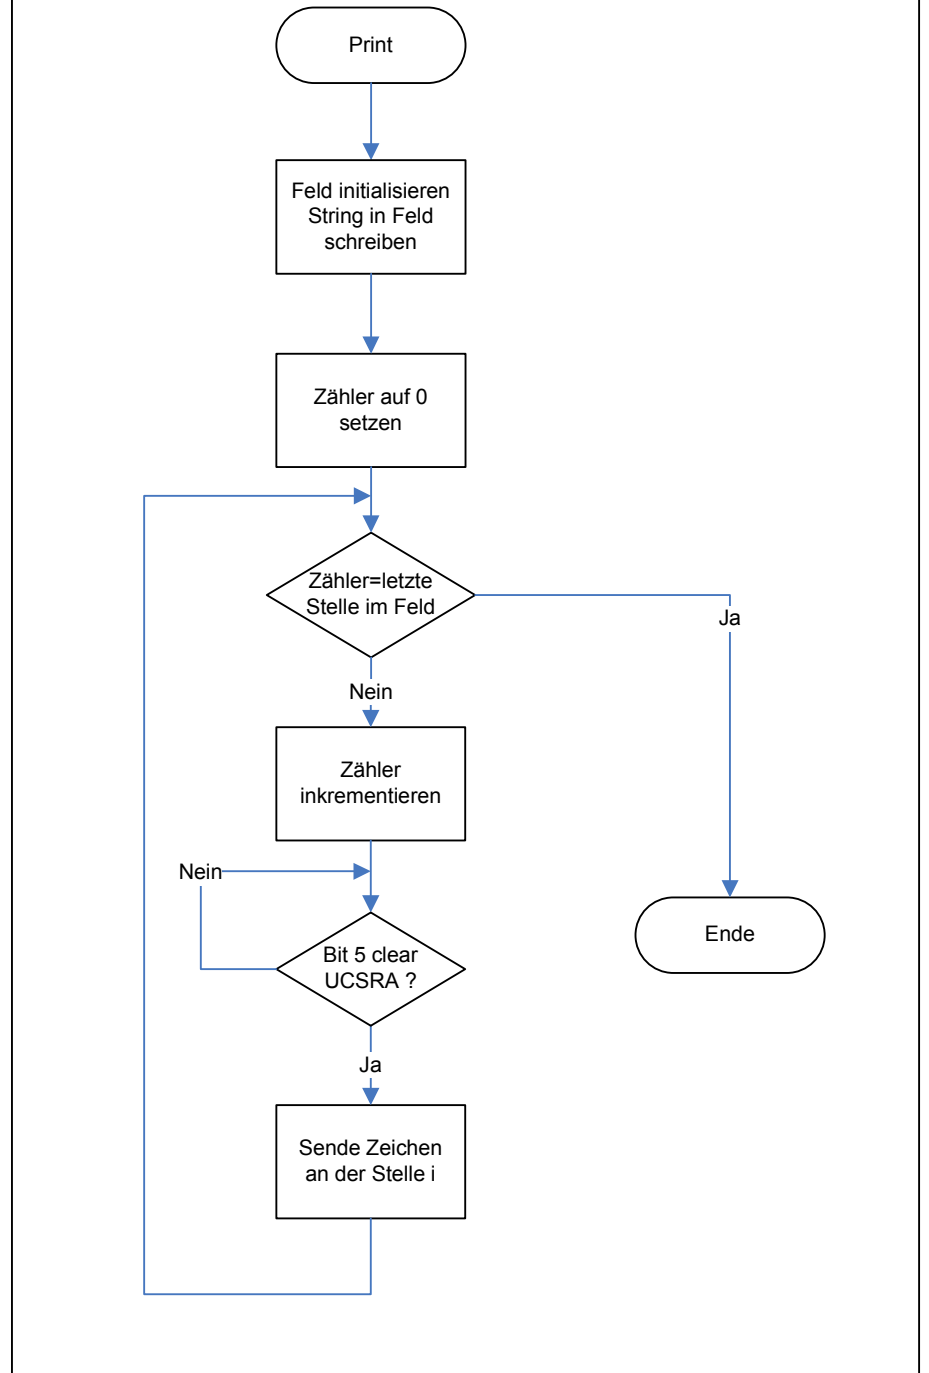 Print
Feld initialisieren
String in Feld
schreiben
Zähler auf 0
setzen
Zähler=letzte
Stelle im Feld
Ja
Nein
Zähler
inkrementieren
Nein
Ende
Bit 5 clear
UCSRA ?
Ja
Sende Zeichen
an der Stelle i